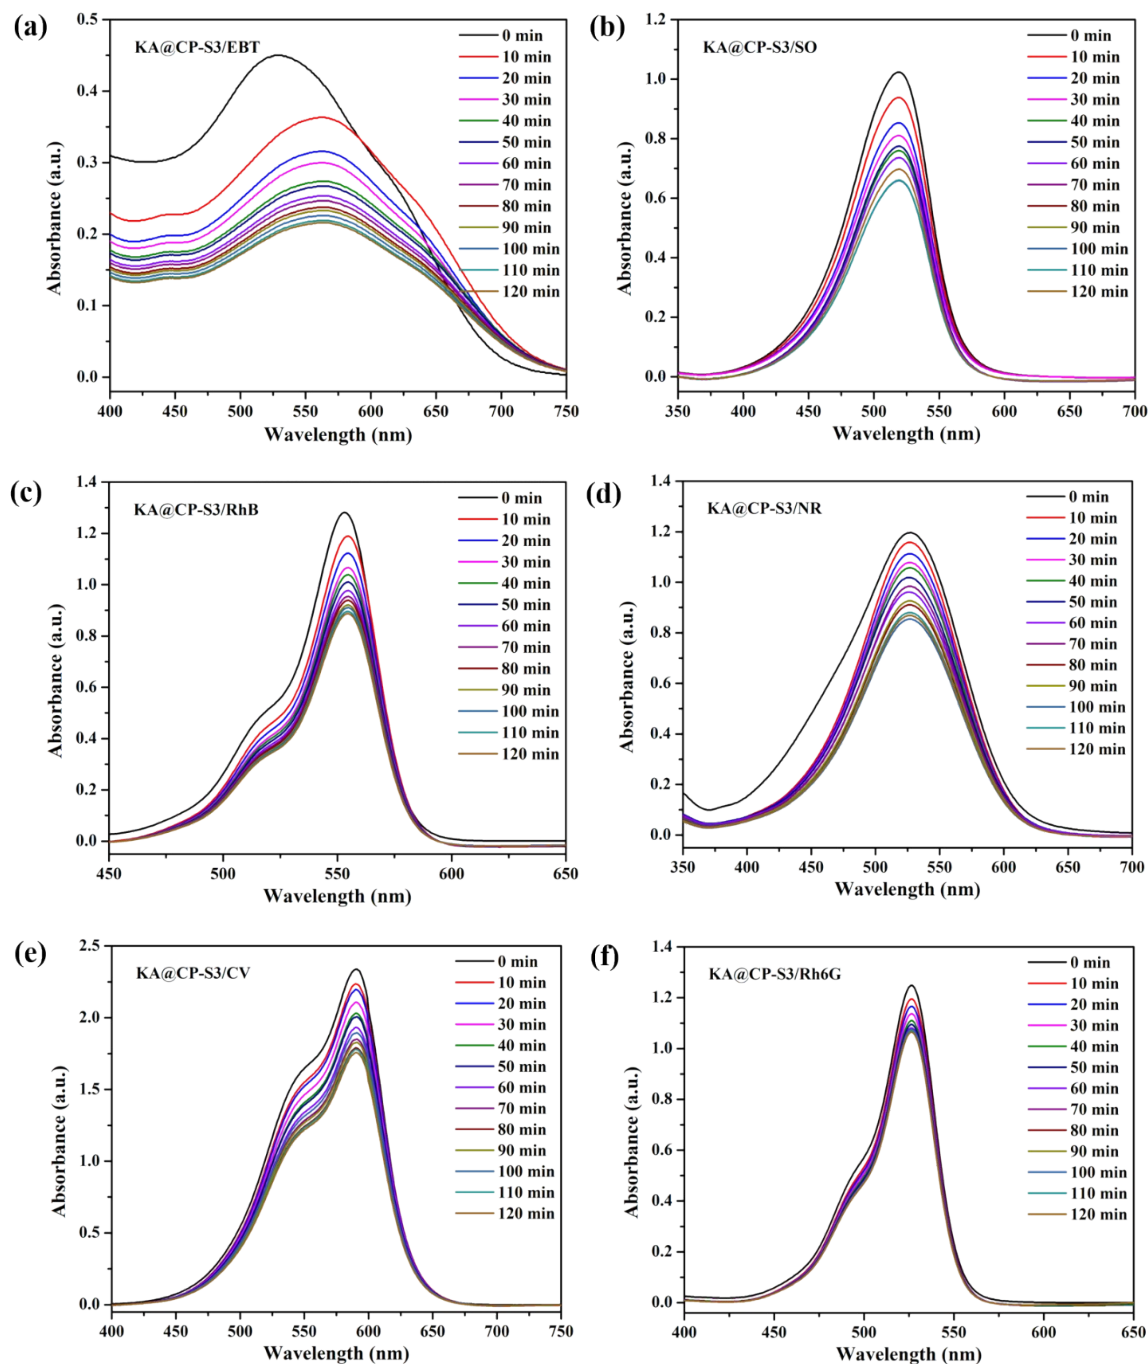 (a)
KA@CP-S3/EBT
0 min
10 min
20 min
30 min
40 min
50 min
60 min
70 min
80 min
90 min
100 min
110 min
120 min
0.5
0.4
0.3
0.2
0.1
0.0
Absorbance (a.u.)
400 450 500 550 600 650 700 750
Wavelength (nm)
(b)
KA@CP-S3/SO
0 min
10 min
20 min
30 min
40 min
50 min
60 min
70 min
80 min
90 min
100 min
110 min
120 min
1.2
1.0
0.8
0.6
0.4
0.2
0.0
Absorbance (a.u.)
350 400 450 500 550 600 650 700
Wavelength (nm)
(c)
KA@CP-S3/RhB
0 min
10 min
20 min
30 min
40 min
50 min
60 min
70 min
80 min
90 min
100 min
110 min
120 min
1.4
1.2
1.0
0.8
0.6
0.4
0.2
0.0
Absorbance (a.u.)
450 500 550 600 650
Wavelength (nm)
(d)
KA@CP-S3/NR
0 min
10 min
20 min
30 min
40 min
50 min
60 min
70 min
80 min
90 min
100 min
110 min
120 min
1.4
1.2
1.0
0.8
0.6
0.4
0.2
0.0
Absorbance (a.u.)
350 400 450 500 550 600 650 700
Wavelength (nm)
(e)
KA@CP-S3/CV
0 min
10 min
20 min
30 min
40 min
50 min
60 min
70 min
80 min
90 min
100 min
110 min
120 min
2.5
2.0
1.5
1.0
0.5
0.0
Absorbance (a.u.)
400 450 500 550 600 650 700 750
Wavelength (nm)
(f)
KA@CP-S3/Rh6G
0 min
10 min
20 min
30 min
40 min
50 min
60 min
70 min
80 min
90 min
100 min
110 min
120 min
1.4
1.2
1.0
0.8
0.6
0.4
0.2
0.0
Absorbance (a.u.)
400 450 500 550 600 650
Wavelength (nm)